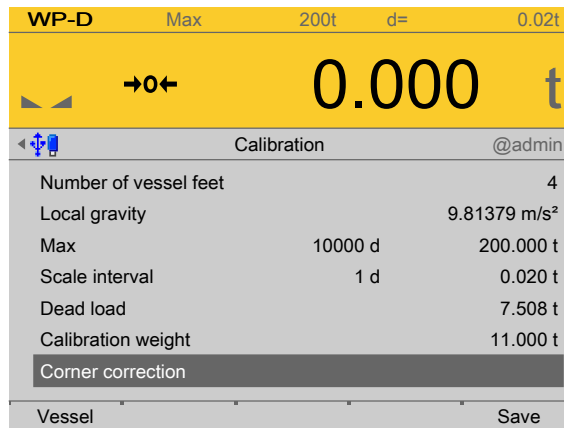 WP-D Max 200t d= 0.02t
→0← 0.000 t
Calibration @admin
Number of vessel feet 4
Local gravity 9.81379 m/s²
Max 10000 d 200.000 t
Scale interval 1 d 0.020 t
Dead load 7.508 t
Calibration weight 11.000 t
Corner correction
Vessel Save